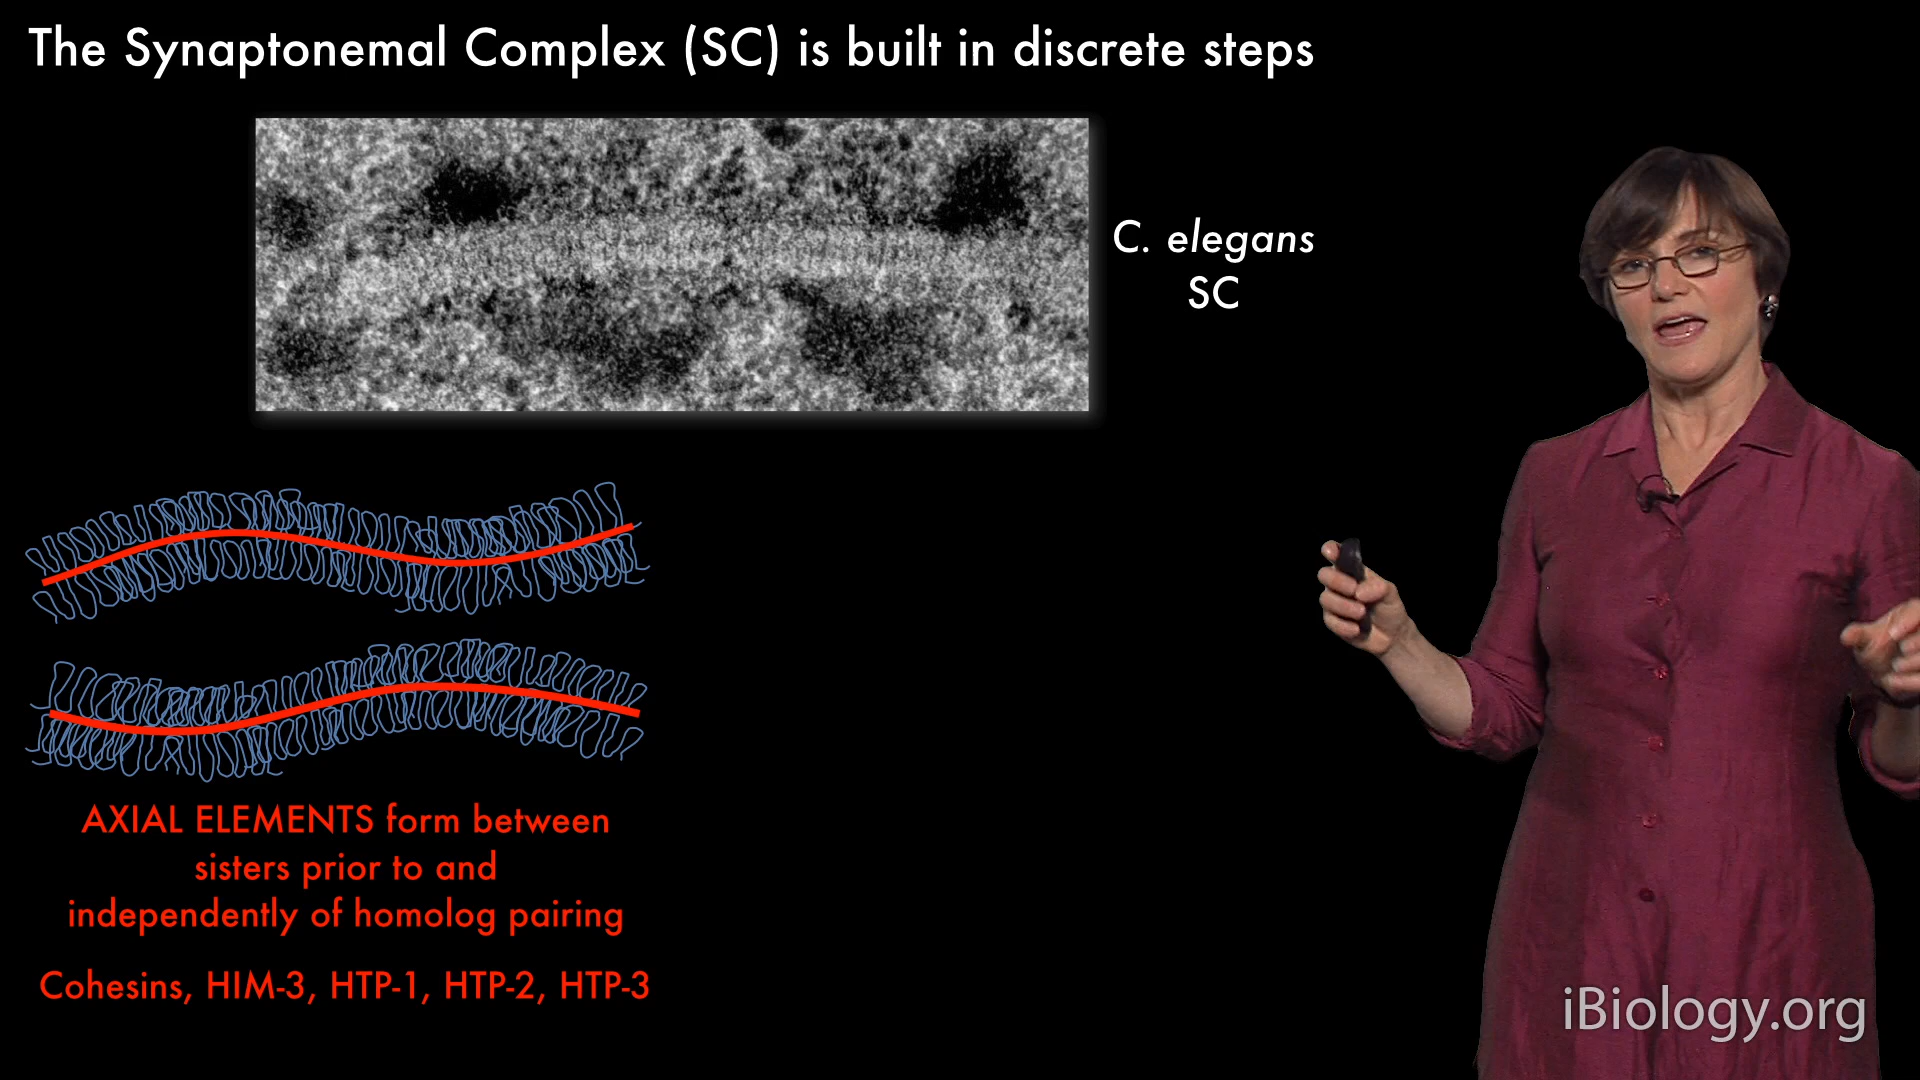 The Synaptonemal Complex (SC) is built in discrete steps
C. elegans
SC
AXIAL ELEMENTS form between
sisters prior to and
independently of homolog pairing
Cohesins, HIM-3, HTP-1, HTP-2, HTP-3
iBiology.org